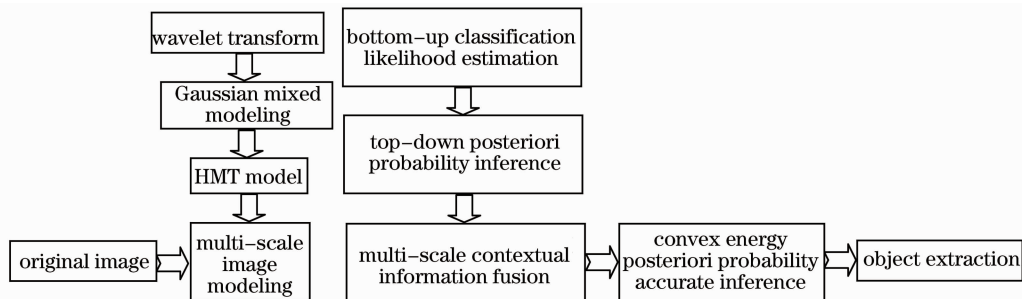 wavelet transform
Gaussian mixed
modeling
HMT model
original image
multi-scale
image
modeling
bottom-up classification
likelihood estimation
top-down posteriori
probability inference
multi-scale contextual
information fusion
convex energy
posteriori probability
accurate inference
object extraction